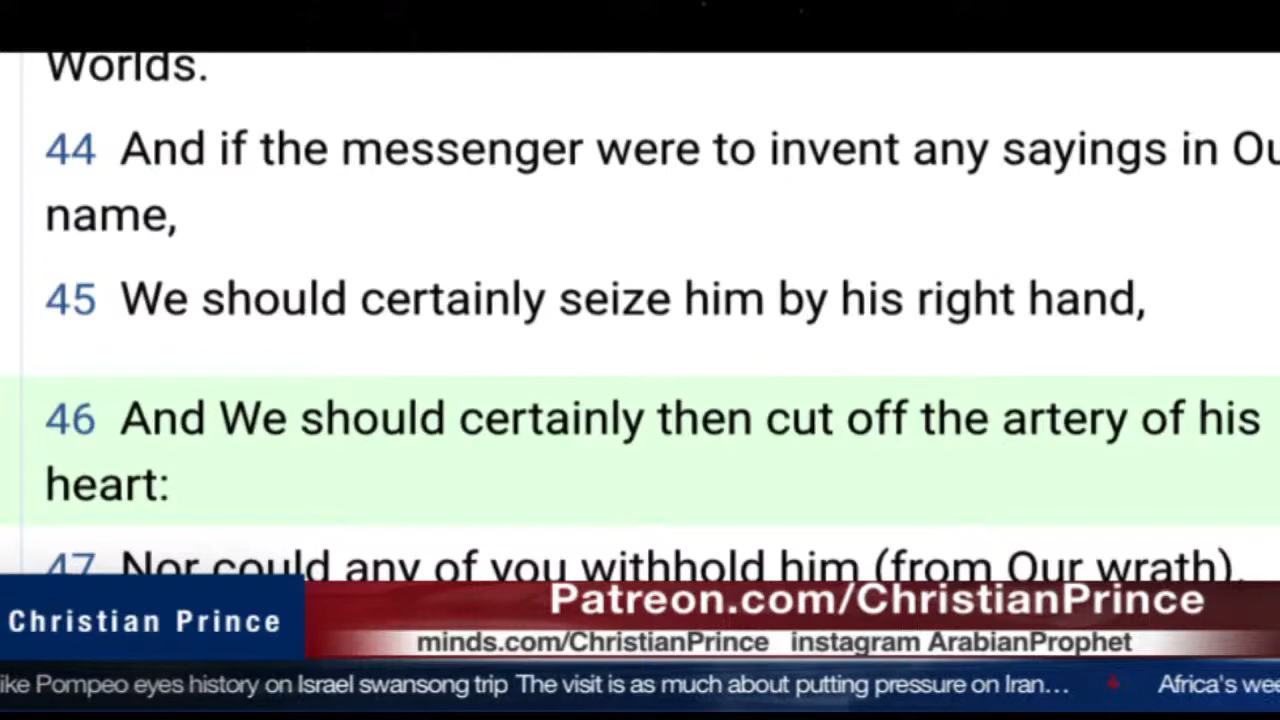 Worlds.
44 And if the messenger were to invent any sayings in Ou
name,
45 We should certainly seize him by his right hand,
46 And We should certainly then cut off the artery of his
heart:
47 Nor could any of you withhold him (from Our wrath).
Christian Prince
Patreon.com/ChristianPrince
minds.com/ChristianPrince instagram ArabianProphet
ike Pompeo eyes history on Israel swansong trip The visit is as much about putting pressure on Iran... Africa's wee